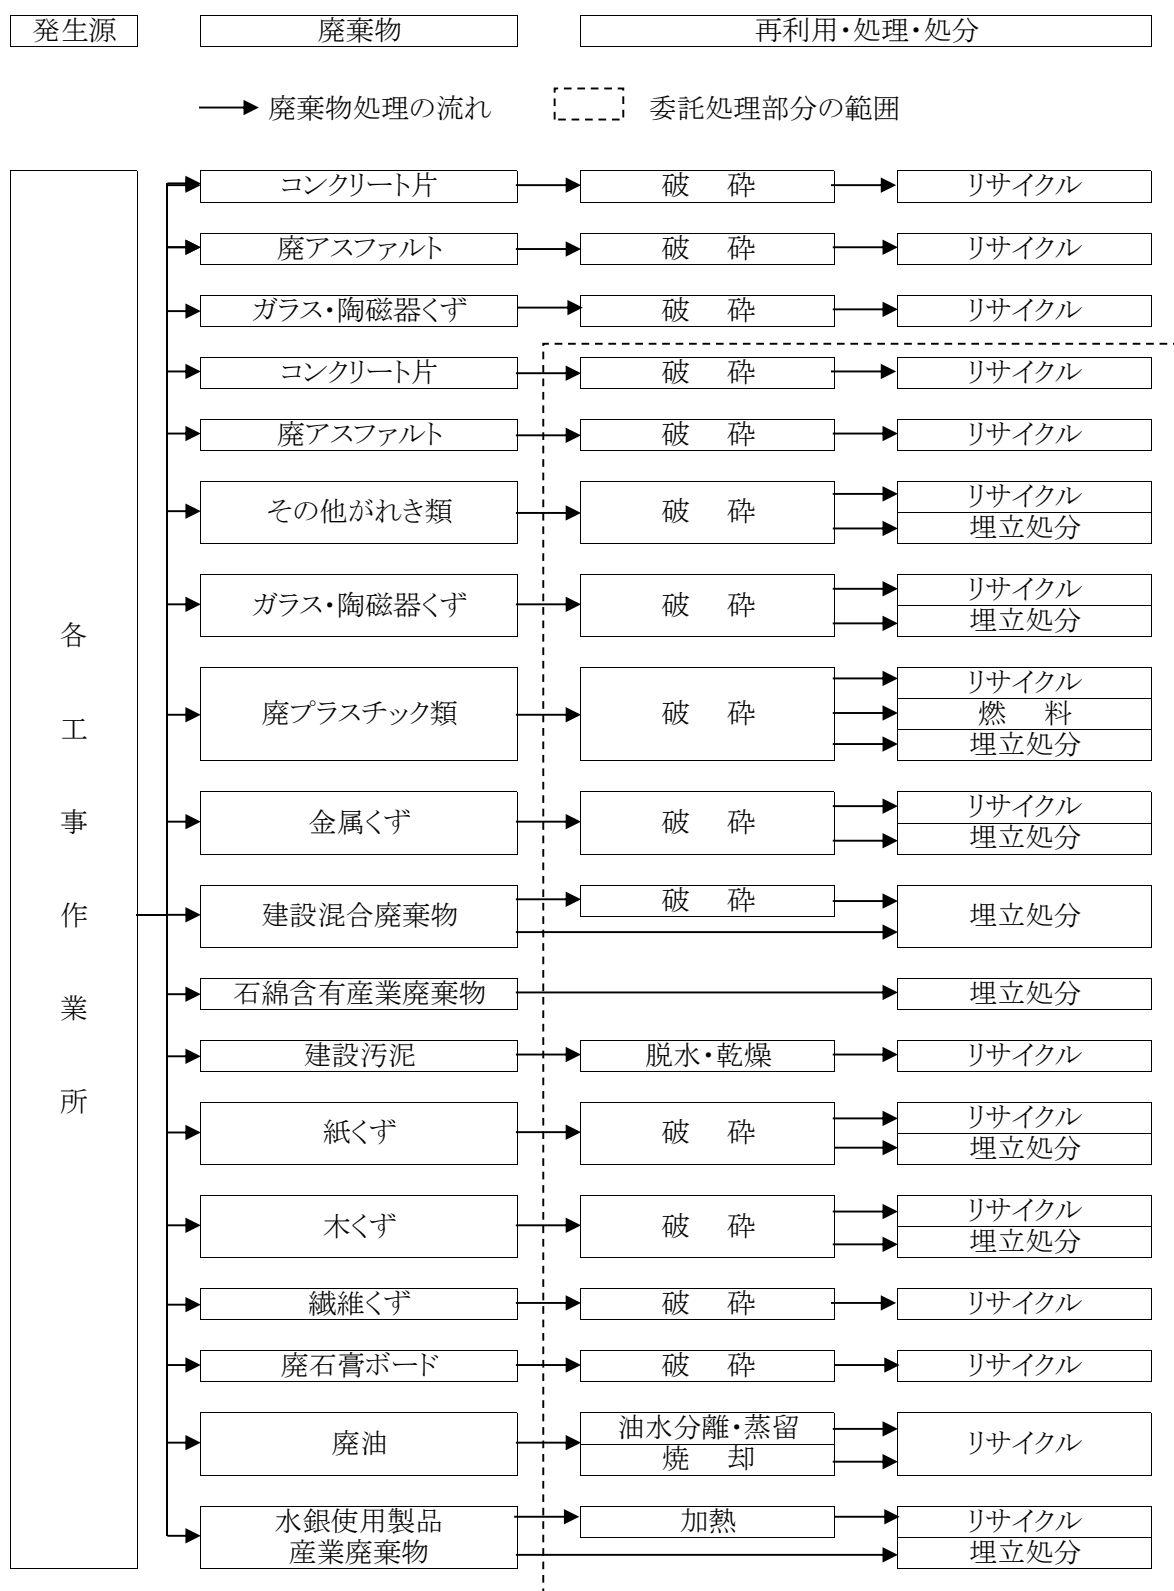 発生源 廃棄物 再利用・処理・処分
廃棄物処理の流れ 委託処理部分の範囲
各工事作業所
コンクリート片 破 砕 リサイクル
廃アスファルト 破 砕 リサイクル
ガラス・陶磁器くず 破 砕 リサイクル
コンクリート片 破 砕 リサイクル
廃アスファルト 破 砕 リサイクル
その他がれき類 破 砕 リサイクル
埋立処分
ガラス・陶磁器くず 破 砕 リサイクル
埋立処分
廃プラスチック類 破 砕 リサイクル
燃 料
埋立処分
金属くず 破 砕 リサイクル
埋立処分
建設混合廃棄物 破 砕 埋立処分
石綿含有産業廃棄物 埋立処分
建設汚泥 脱水・乾燥 リサイクル
紙くず 破 砕 リサイクル
埋立処分
木くず 破 砕 リサイクル
埋立処分
繊維くず 破 砕 リサイクル
廃石膏ボード 破 砕 リサイクル
廃油 油水分離・蒸留 リサイクル
焼 却
水銀使用製品 加熱 リサイクル
産業廃棄物 埋立処分